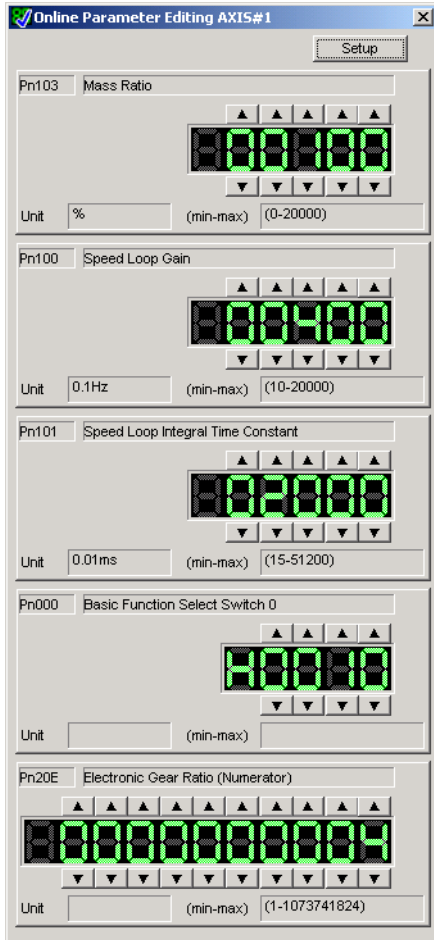 Online Parameter Editing AXIS#1
Setup
Pn103 Mass Ratio
00100
Unit % (min-max) (0-20000)
Pn100 Speed Loop Gain
00400
Unit 0.1Hz (min-max) (10-20000)
Pn101 Speed Loop Integral Time Constant
02000
Unit 0.01ms (min-max) (15-51200)
Pn000 Basic Function Select Switch 0
H0010
Unit (min-max)
Pn20E Electronic Gear Ratio (Numerator)
0000000004
Unit (min-max) (1-1073741824)